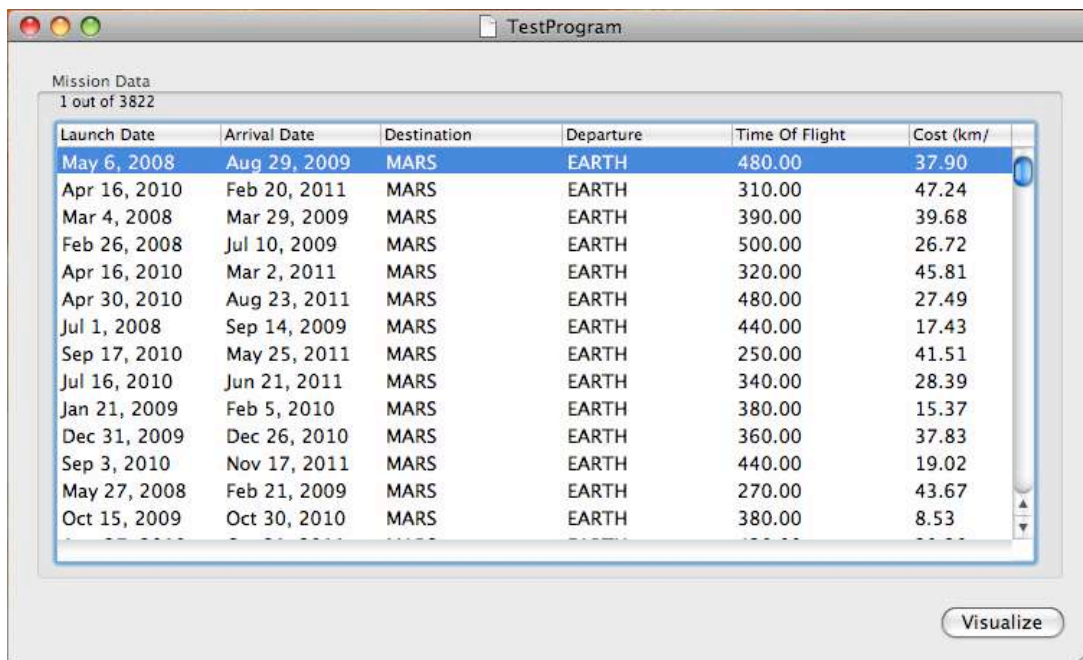 TestProgram
Mission Data
1 out of 3822
Launch Date Arrival Date Destination Departure Time Of Flight Cost (km/
May 6, 2008 Aug 29, 2009 MARS EARTH 480.00 37.90
Apr 16, 2010 Feb 20, 2011 MARS EARTH 310.00 47.24
Mar 4, 2008 Mar 29, 2009 MARS EARTH 390.00 39.68
Feb 26, 2008 Jul 10, 2009 MARS EARTH 500.00 26.72
Apr 16, 2010 Mar 2, 2011 MARS EARTH 320.00 45.81
Apr 30, 2010 Aug 23, 2011 MARS EARTH 480.00 27.49
Jul 1, 2008 Sep 14, 2009 MARS EARTH 440.00 17.43
Sep 17, 2010 May 25, 2011 MARS EARTH 250.00 41.51
Jul 16, 2010 Jun 21, 2011 MARS EARTH 340.00 28.39
Jan 21, 2009 Feb 5, 2010 MARS EARTH 380.00 15.37
Dec 31, 2009 Dec 26, 2010 MARS EARTH 360.00 37.83
Sep 3, 2010 Nov 17, 2011 MARS EARTH 440.00 19.02
May 27, 2008 Feb 21, 2009 MARS EARTH 270.00 43.67
Oct 15, 2009 Oct 30, 2010 MARS EARTH 380.00 8.53
Visualize